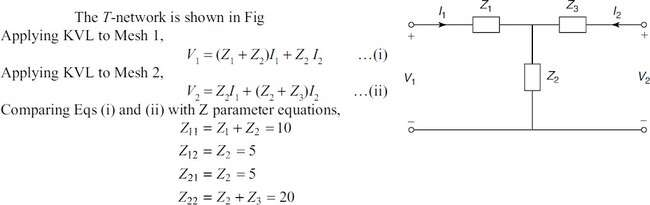 The T-network is shown in Fig
Applying KVL to Mesh 1,
V₁ = (Z₁ + Z₂)I₁ + Z₂ I₂ …(i)
Applying KVL to Mesh 2,
V₂ = Z₂I₁ + (Z₂ + Z₃)I₂ …(ii)
Comparing Eqs (i) and (ii) with Z parameter equations,
Z₁₁ = Z₁ + Z₂ = 10
Z₁₂ = Z₂ = 5
Z₂₁ = Z₂ = 5
Z₂₂ = Z₂ + Z₃ = 20
I₁ Z₁ Z₃ I₂
+ +
V₁ Z₂ V₂
– –